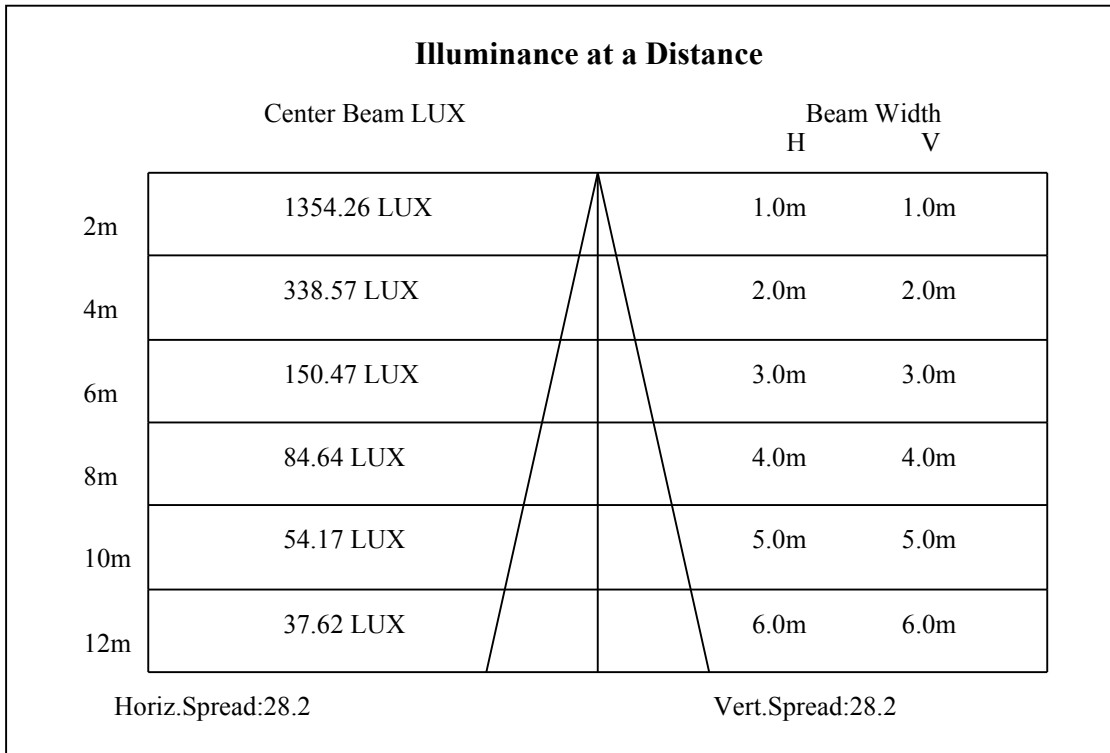 Illuminance at a Distance
Center Beam LUX Beam Width
H V
2m 1354.26 LUX 1.0m 1.0m
4m 338.57 LUX 2.0m 2.0m
6m 150.47 LUX 3.0m 3.0m
8m 84.64 LUX 4.0m 4.0m
10m 54.17 LUX 5.0m 5.0m
12m 37.62 LUX 6.0m 6.0m
Horiz.Spread:28.2 Vert.Spread:28.2